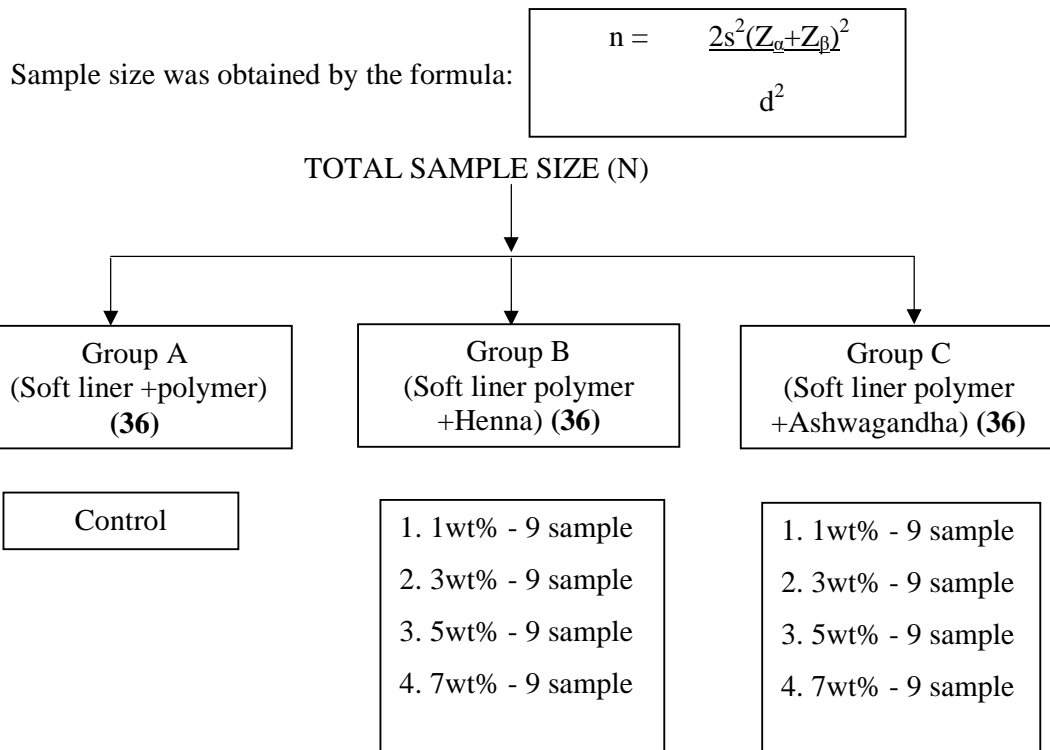 n = 2s²(Zα+Zβ)²
Sample size was obtained by the formula:
d²
TOTAL SAMPLE SIZE (N)
Group A
(Soft liner +polymer)
(36)
Group B
(Soft liner polymer
+Henna) (36)
Group C
(Soft liner polymer
+Ashwagandha) (36)
Control
1. 1wt% - 9 sample
2. 3wt% - 9 sample
3. 5wt% - 9 sample
4. 7wt% - 9 sample
1. 1wt% - 9 sample
2. 3wt% - 9 sample
3. 5wt% - 9 sample
4. 7wt% - 9 sample